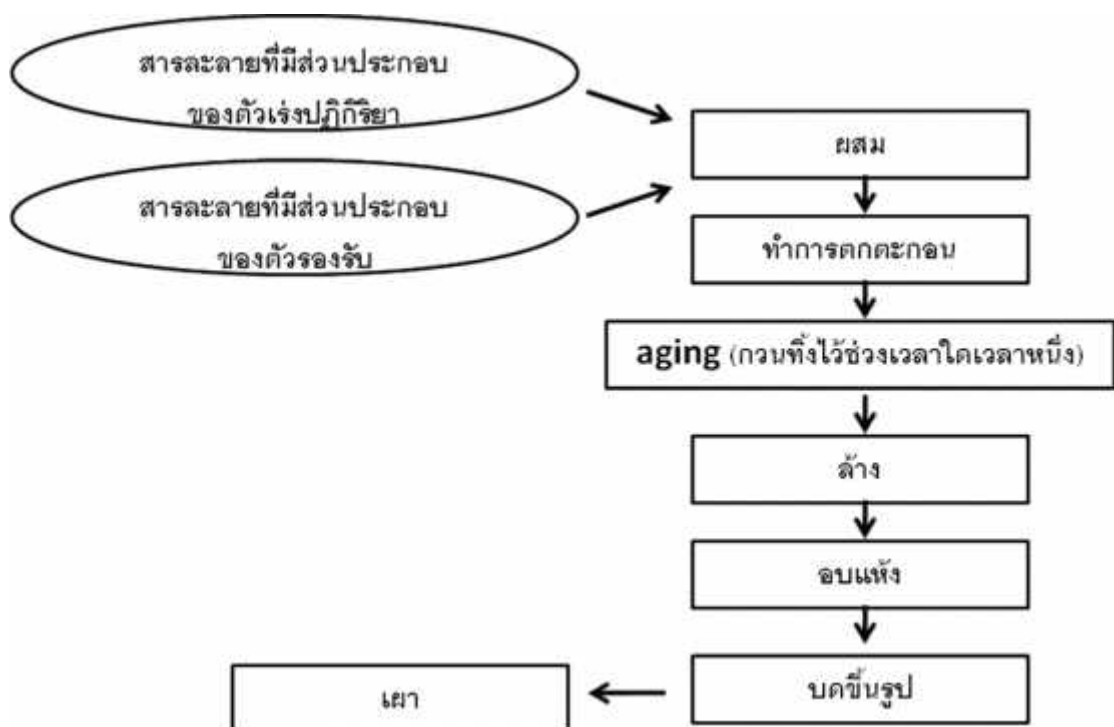 สารละลายที่มีส่วนประกอบ
ของตัวเร่งปฏิกิริยา
สารละลายที่มีส่วนประกอบ
ของตัวรองรับ
ผสม
ทำการตกตะกอน
aging (กวนทิ้งไว้ช่วงเวลาใดเวลาหนึ่ง)
ล้าง
อบแห้ง
บดขึ้นรูป
เผา